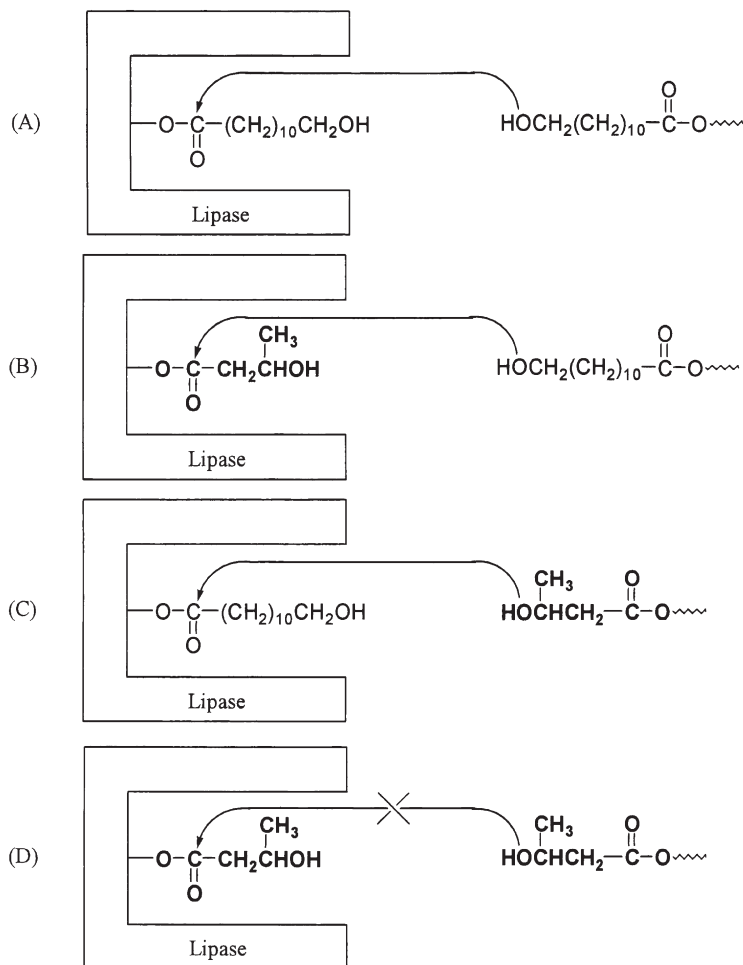 (A)
O–C–(CH₂)₁₀CH₂OH
O
O
HOCH₂(CH₂)₁₀–C–O
Lipase
(B)
CH₃
O–C–CH₂CHOH
O
O
HOCH₂(CH₂)₁₀–C–O
Lipase
(C)
O–C–(CH₂)₁₀CH₂OH
O
CH₃ O
HOCHCH₂–C–O
Lipase
(D)
CH₃
O–C–CH₂CHOH
O
CH₃ O
HOCHCH₂–C–O
Lipase